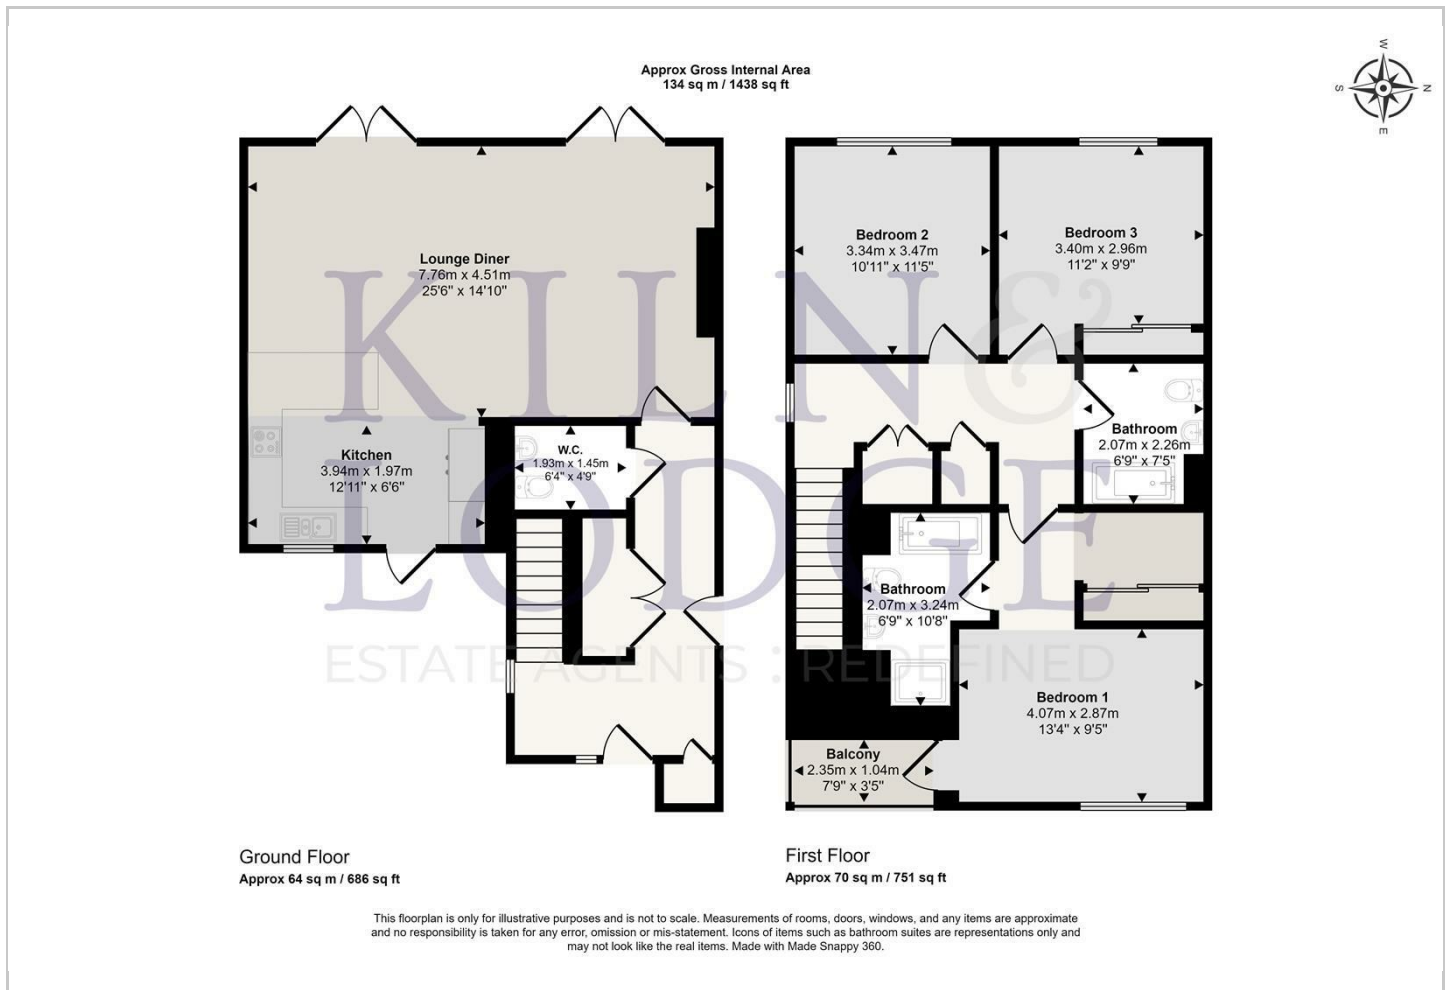 Approx Gross Internal Area
134 sq m / 1438 sq ft
W
S
N
E
Lounge Diner
7.76m x 4.51m
25'6" x 14'10"
Kitchen
3.94m x 1.97m
12'11" x 6'6"
W.C.
1.93m x 1.45m
6'4" x 4'9"
Bedroom 2
3.34m x 3.47m
10'11" x 11'5"
Bedroom 3
3.40m x 2.96m
11'2" x 9'9"
Bathroom
2.07m x 2.26m
6'9" x 7'5"
Bathroom
2.07m x 3.24m
6'9" x 10'8"
Bedroom 1
4.07m x 2.87m
13'4" x 9'5"
Balcony
2.35m x 1.04m
7'9" x 3'5"
KILN &
LODGE
ESTATE AGENTS : REDEFINED
Ground Floor
Approx 64 sq m / 686 sq ft
First Floor
Approx 70 sq m / 751 sq ft
This floorplan is only for illustrative purposes and is not to scale. Measurements of rooms, doors, windows, and any items are approximate
and no responsibility is taken for any error, omission or mis-statement. Icons of items such as bathroom suites are representations only and
may not look like the real items. Made with Made Snappy 360.